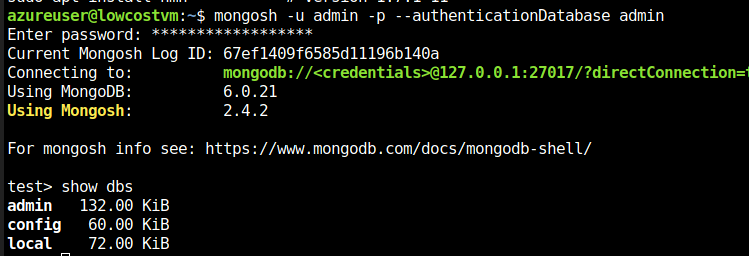 azureuser@lowcostvm:~$ mongosh -u admin -p --authenticationDatabase admin
Enter password: ******************
Current Mongosh Log ID: 67ef1409f6585d11196b140a
Connecting to: mongodb://<credentials>@127.0.0.1:27017/?directConnection=
Using MongoDB: 6.0.21
Using Mongosh: 2.4.2
For mongosh info see: https://www.mongodb.com/docs/mongodb-shell/
test> show dbs
admin 132.00 KiB
config 60.00 KiB
local 72.00 KiB